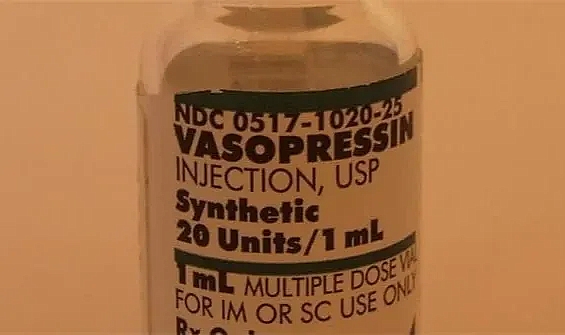 NDC 0517-1020-25
VASOPRESSIN
INJECTION, USP
Synthetic
20 Units/1 mL
1 mL MULTIPLE DOSE VIAL
FOR IM OR SC USE ONLY
Rx